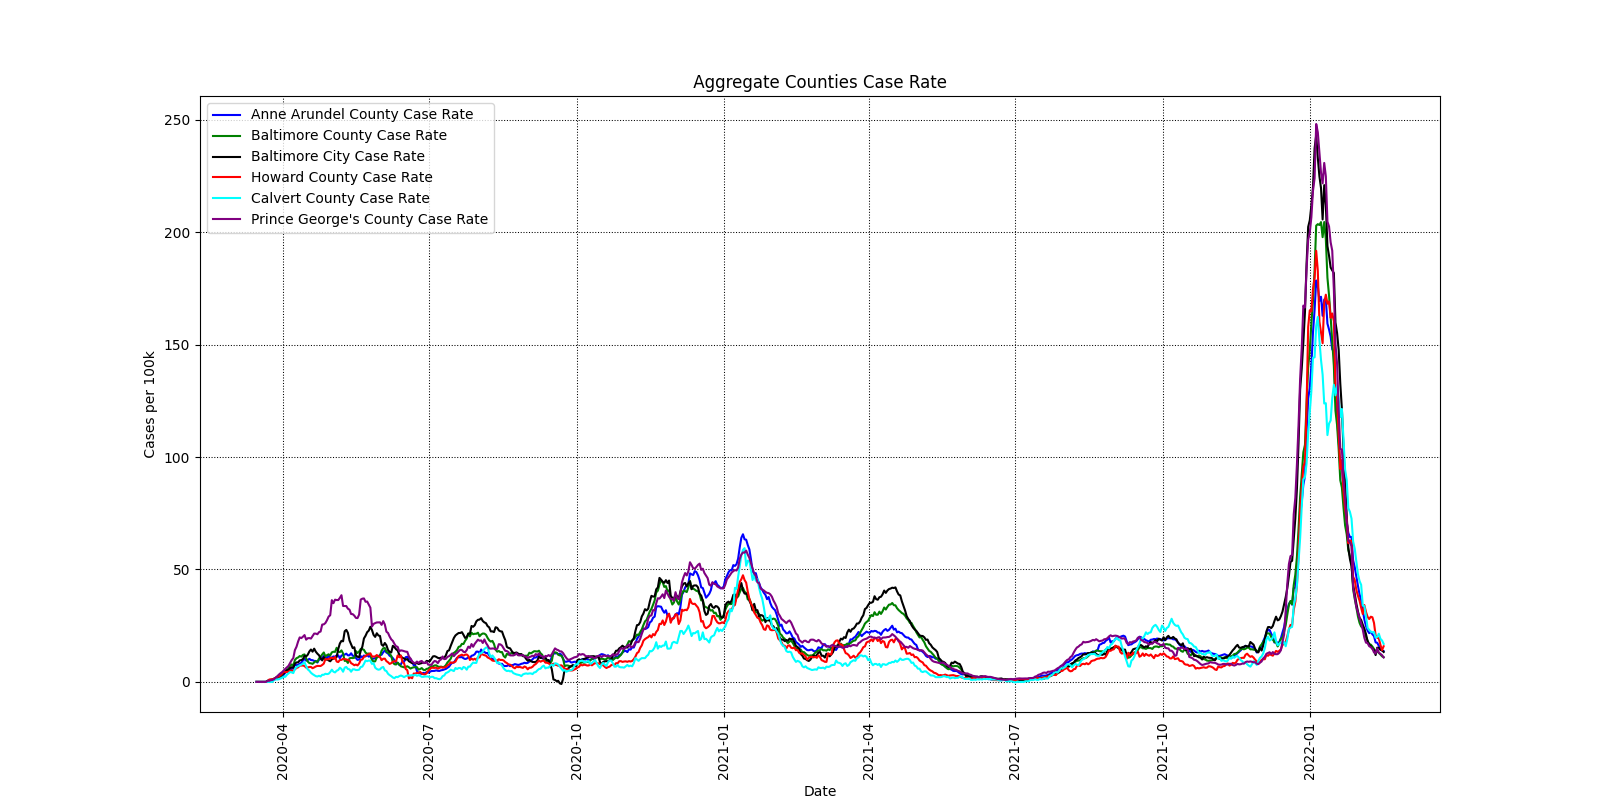 Aggregate Counties Case Rate
Anne Arundel County Case Rate
Baltimore County Case Rate
Baltimore City Case Rate
Howard County Case Rate
Calvert County Case Rate
Prince George's County Case Rate
Cases per 100k
250
200
150
100
50
0
2020-04
2020-07
2020-10
2021-01
2021-04
2021-07
2021-10
2022-01
Date